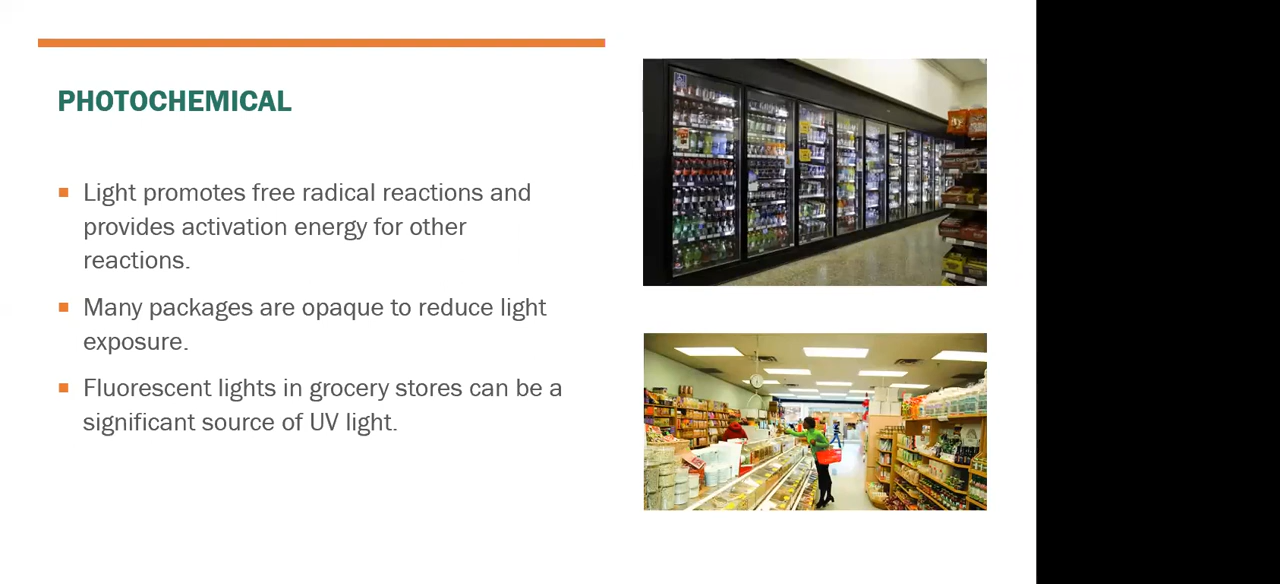 PHOTOCHEMICAL
Light promotes free radical reactions and
provides activation energy for other
reactions.
Many packages are opaque to reduce light
exposure.
Fluorescent lights in grocery stores can be a
significant source of UV light.